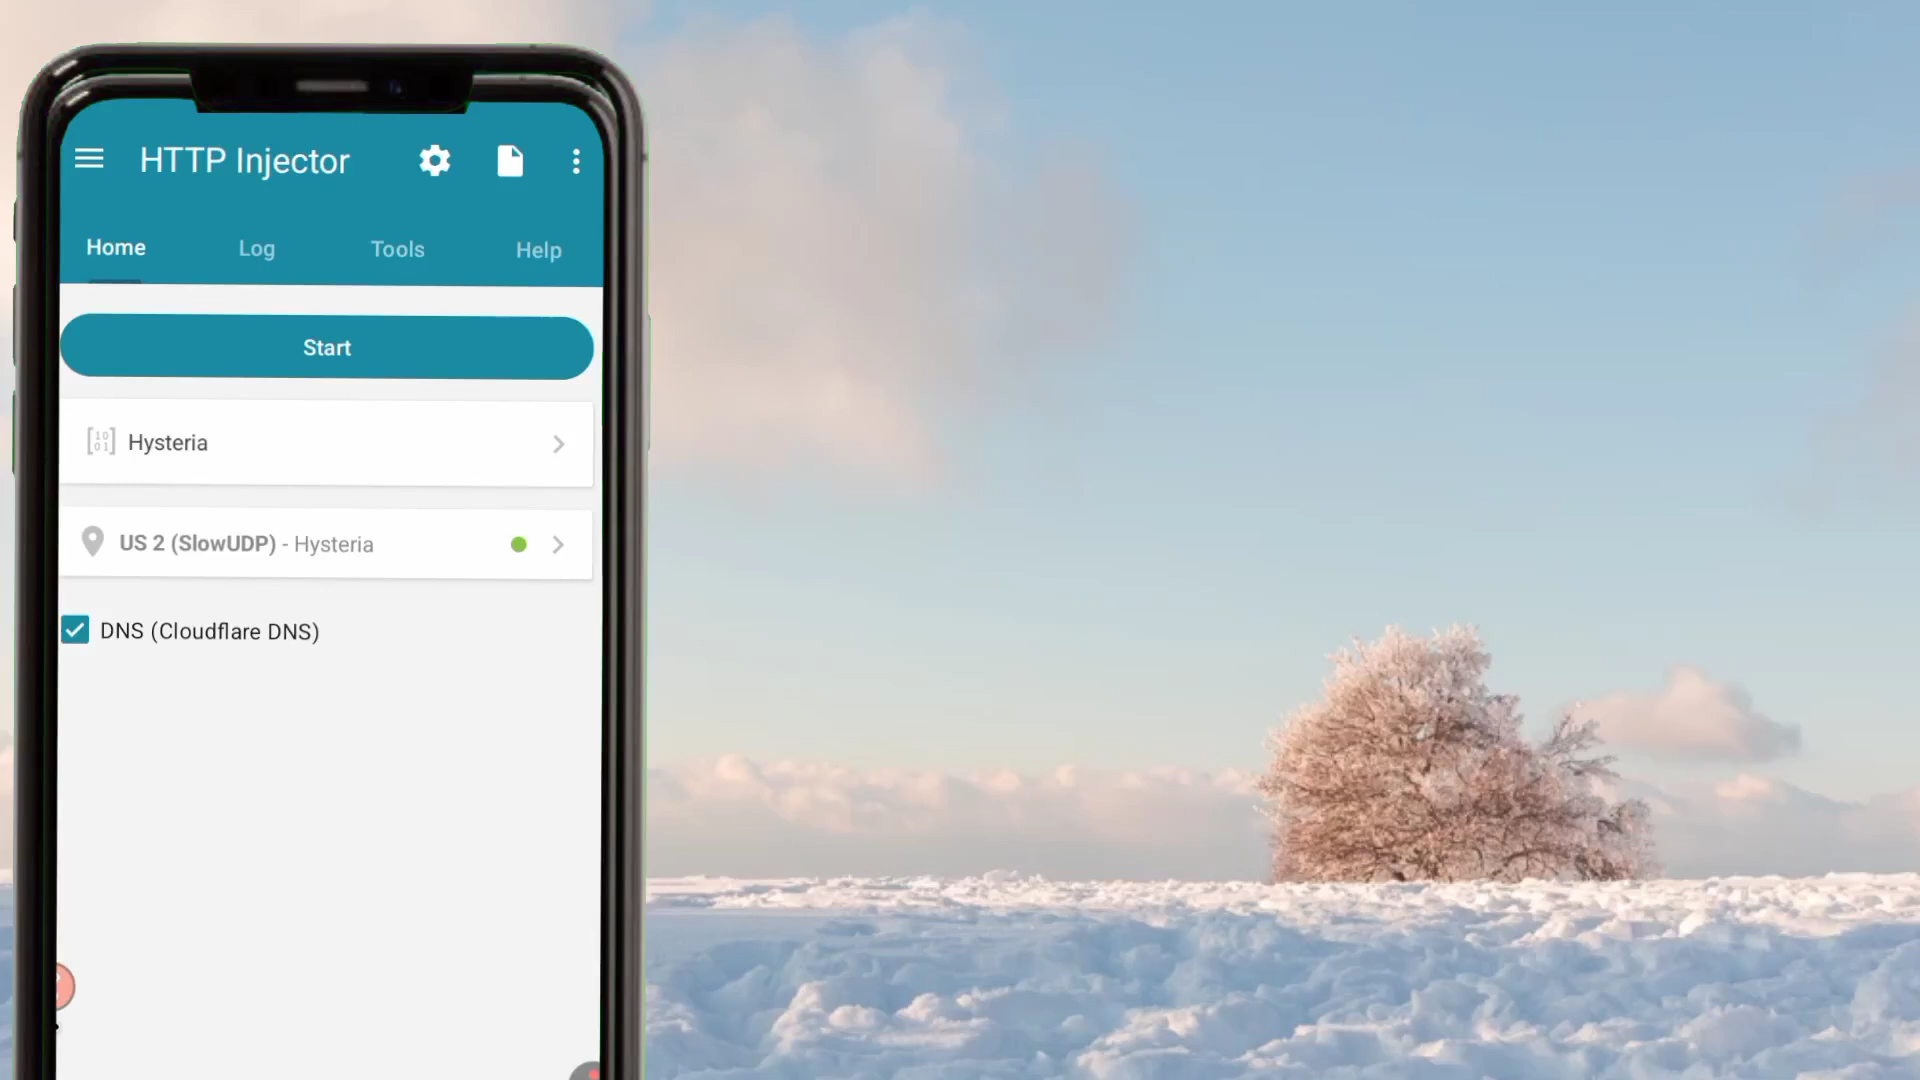 HTTP Injector
Home Log Tools Help
Start
Hysteria
US 2 (SlowUDP) - Hysteria
DNS (Cloudflare DNS)